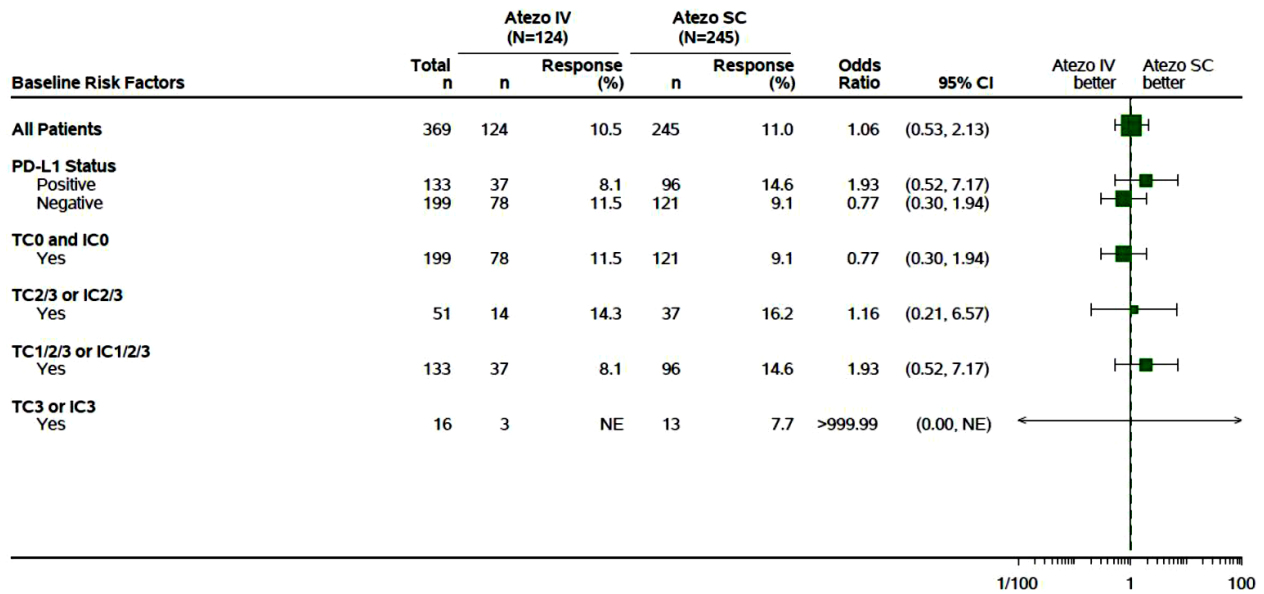 Atezo IV Atezo SC
(N=124) (N=245)
Total Response Response Odds Atezo IV Atezo SC
Baseline Risk Factors n n (%) n (%) Ratio 95% CI better better
All Patients 369 124 10.5 245 11.0 1.06 (0.53, 2.13)
PD-L1 Status
Positive 133 37 8.1 96 14.6 1.93 (0.52, 7.17)
Negative 199 78 11.5 121 9.1 0.77 (0.30, 1.94)
TC0 and IC0
Yes 199 78 11.5 121 9.1 0.77 (0.30, 1.94)
TC2/3 or IC2/3
Yes 51 14 14.3 37 16.2 1.16 (0.21, 6.57)
TC1/2/3 or IC1/2/3
Yes 133 37 8.1 96 14.6 1.93 (0.52, 7.17)
TC3 or IC3
Yes 16 3 NE 13 7.7 >999.99 (0.00, NE)
1/100 1 100